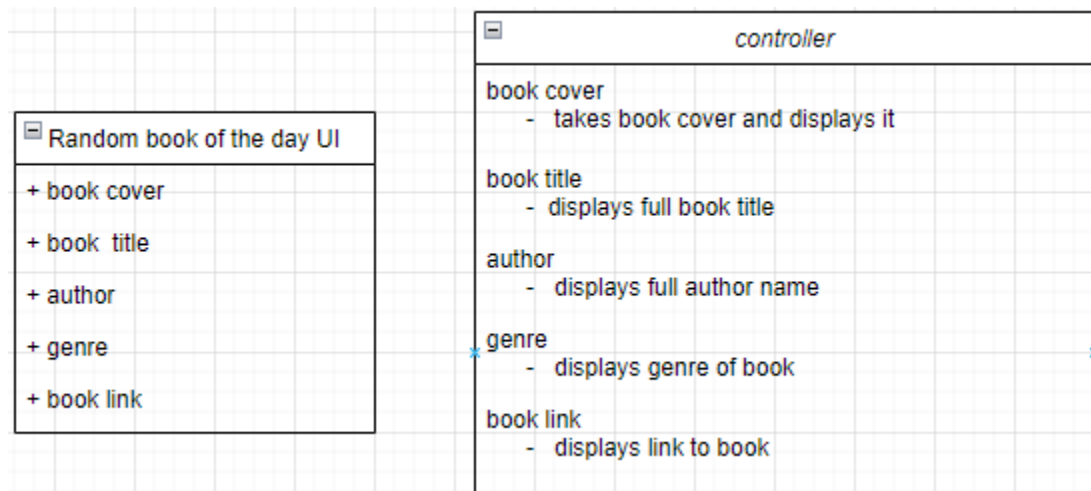 Random book of the day UI
+ book cover
+ book  title
+ author
+ genre
+ book link
controller
book cover
- takes book cover and displays it
book title
- displays full book title
author
- displays full author name
genre
- displays genre of book
book link
- displays link to book